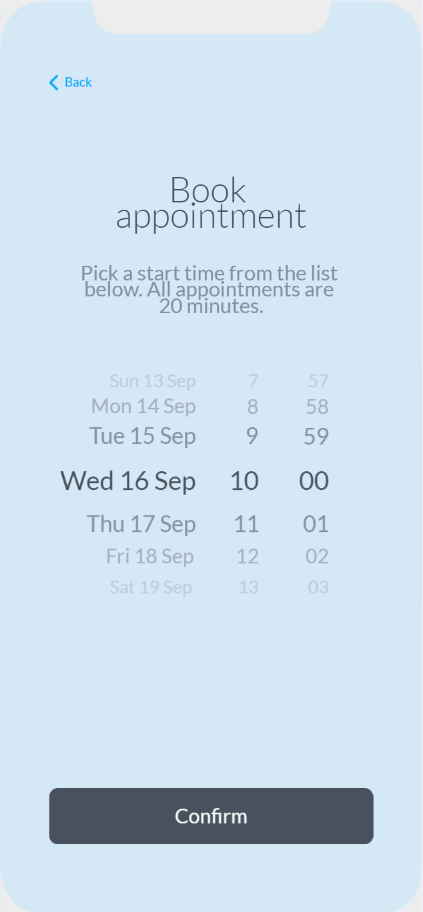 Back
Book
appointment
Pick a start time from the list
below. All appointments are
20 minutes.
Sun 13 Sep 7 57
Mon 14 Sep 8 58
Tue 15 Sep 9 59
Wed 16 Sep 10 00
Thu 17 Sep 11 01
Fri 18 Sep 12 02
Sat 19 Sep 13 03
Confirm